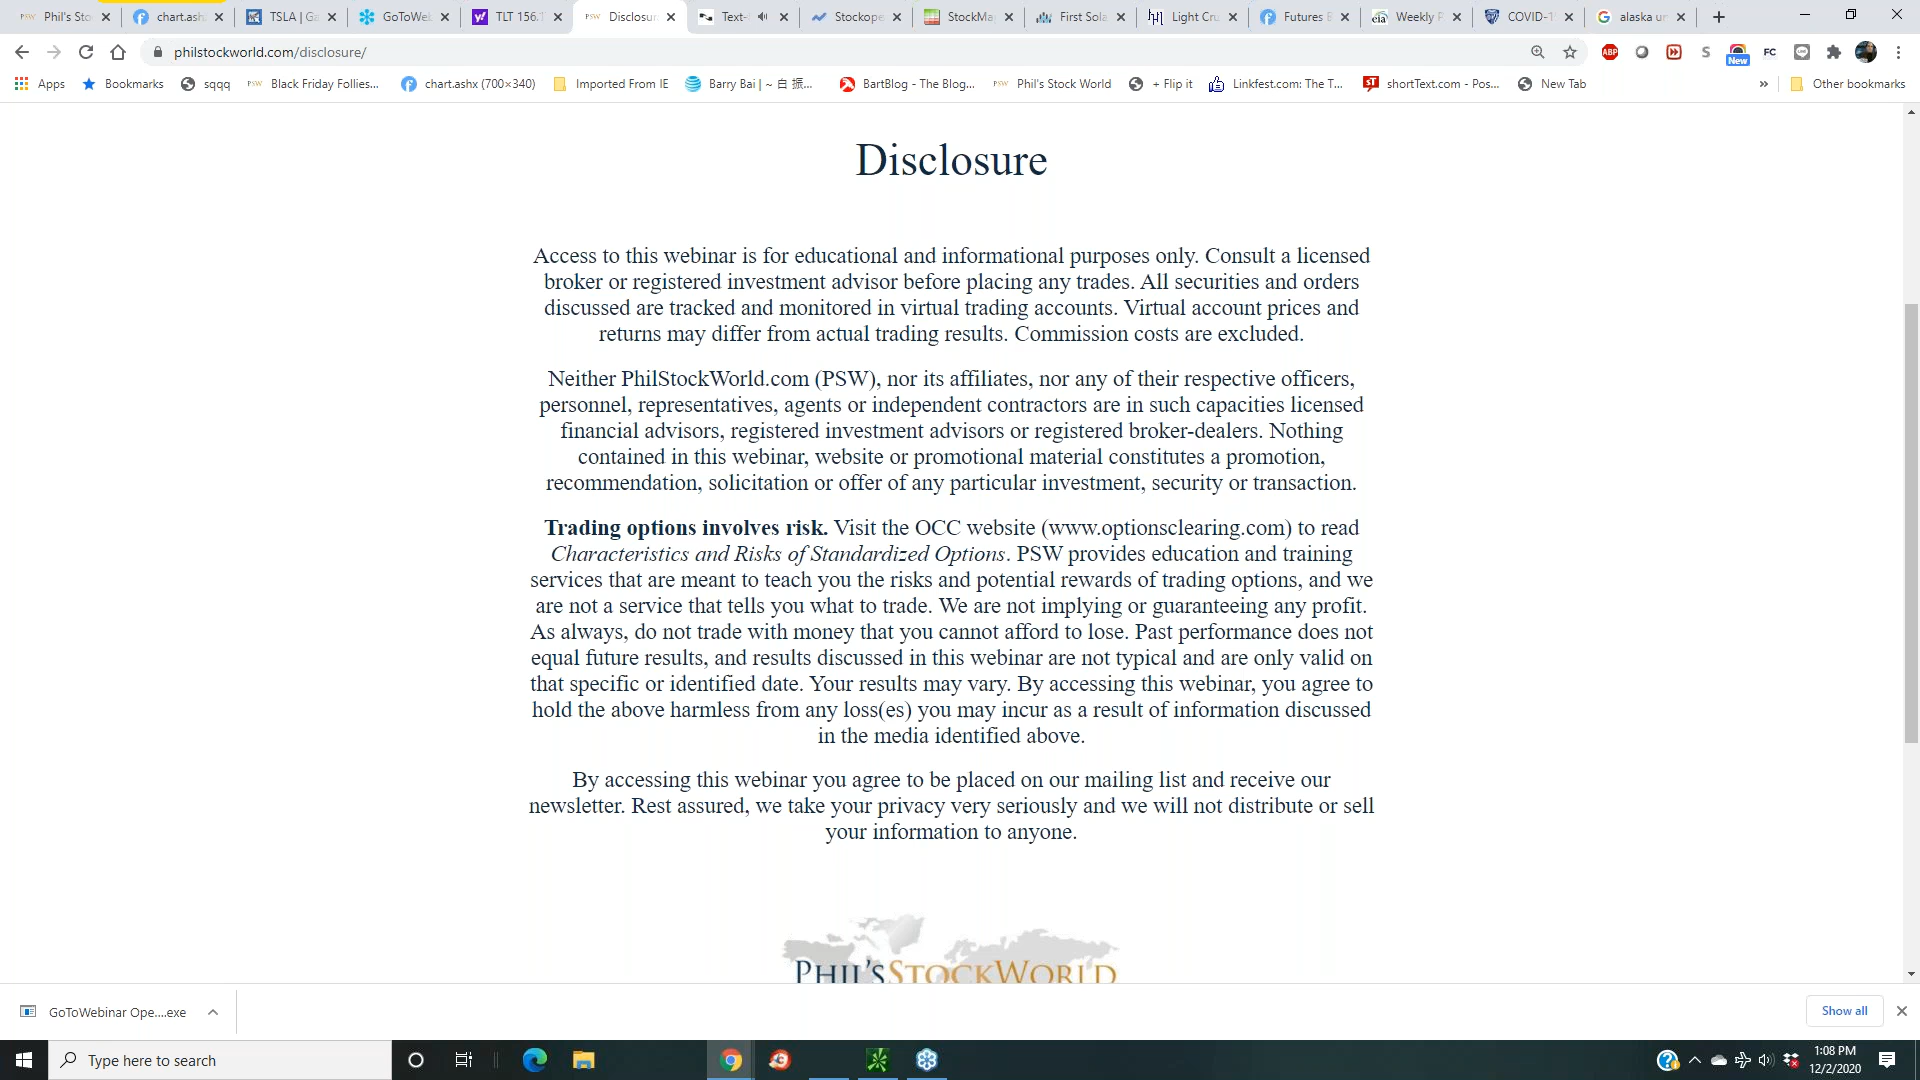 Phil's Sto
chart.ash
TSLA | G
GoToWe
TLT 156.
Disclosur
Text-
Stockope
StockMa
First Sola
Light Cru
Futures
Weekly
COVID-1
alaska ur
philstockworld.com/disclosure/
ABP
S
FC
New
Apps
Bookmarks
sqqq
Black Friday Follies...
chart.ashx (700×340)
Imported From IE
Barry Bai | ~ 白 振...
BartBlog - The Blog...
Phil's Stock World
+ Flip it
Linkfest.com: The T...
shortText.com - Pos...
New Tab
»
Other bookmarks
Disclosure
Access to this webinar is for educational and informational purposes only. Consult a licensed
broker or registered investment advisor before placing any trades. All securities and orders
discussed are tracked and monitored in virtual trading accounts. Virtual account prices and
returns may differ from actual trading results. Commission costs are excluded.
Neither PhilStockWorld.com (PSW), nor its affiliates, nor any of their respective officers,
personnel, representatives, agents or independent contractors are in such capacities licensed
financial advisors, registered investment advisors or registered broker-dealers. Nothing
contained in this webinar, website or promotional material constitutes a promotion,
recommendation, solicitation or offer of any particular investment, security or transaction.
Trading options involves risk. Visit the OCC website (www.optionsclearing.com) to read
Characteristics and Risks of Standardized Options. PSW provides education and training
services that are meant to teach you the risks and potential rewards of trading options, and we
are not a service that tells you what to trade. We are not implying or guaranteeing any profit.
As always, do not trade with money that you cannot afford to lose. Past performance does not
equal future results, and results discussed in this webinar are not typical and are only valid on
that specific or identified date. Your results may vary. By accessing this webinar, you agree to
hold the above harmless from any loss(es) you may incur as a result of information discussed
in the media identified above.
By accessing this webinar you agree to be placed on our mailing list and receive our
newsletter. Rest assured, we take your privacy very seriously and we will not distribute or sell
your information to anyone.
PHIL'S STOCKWORLD
GoToWebinar Ope....exe
Show all
Type here to search
1:08 PM
12/2/2020